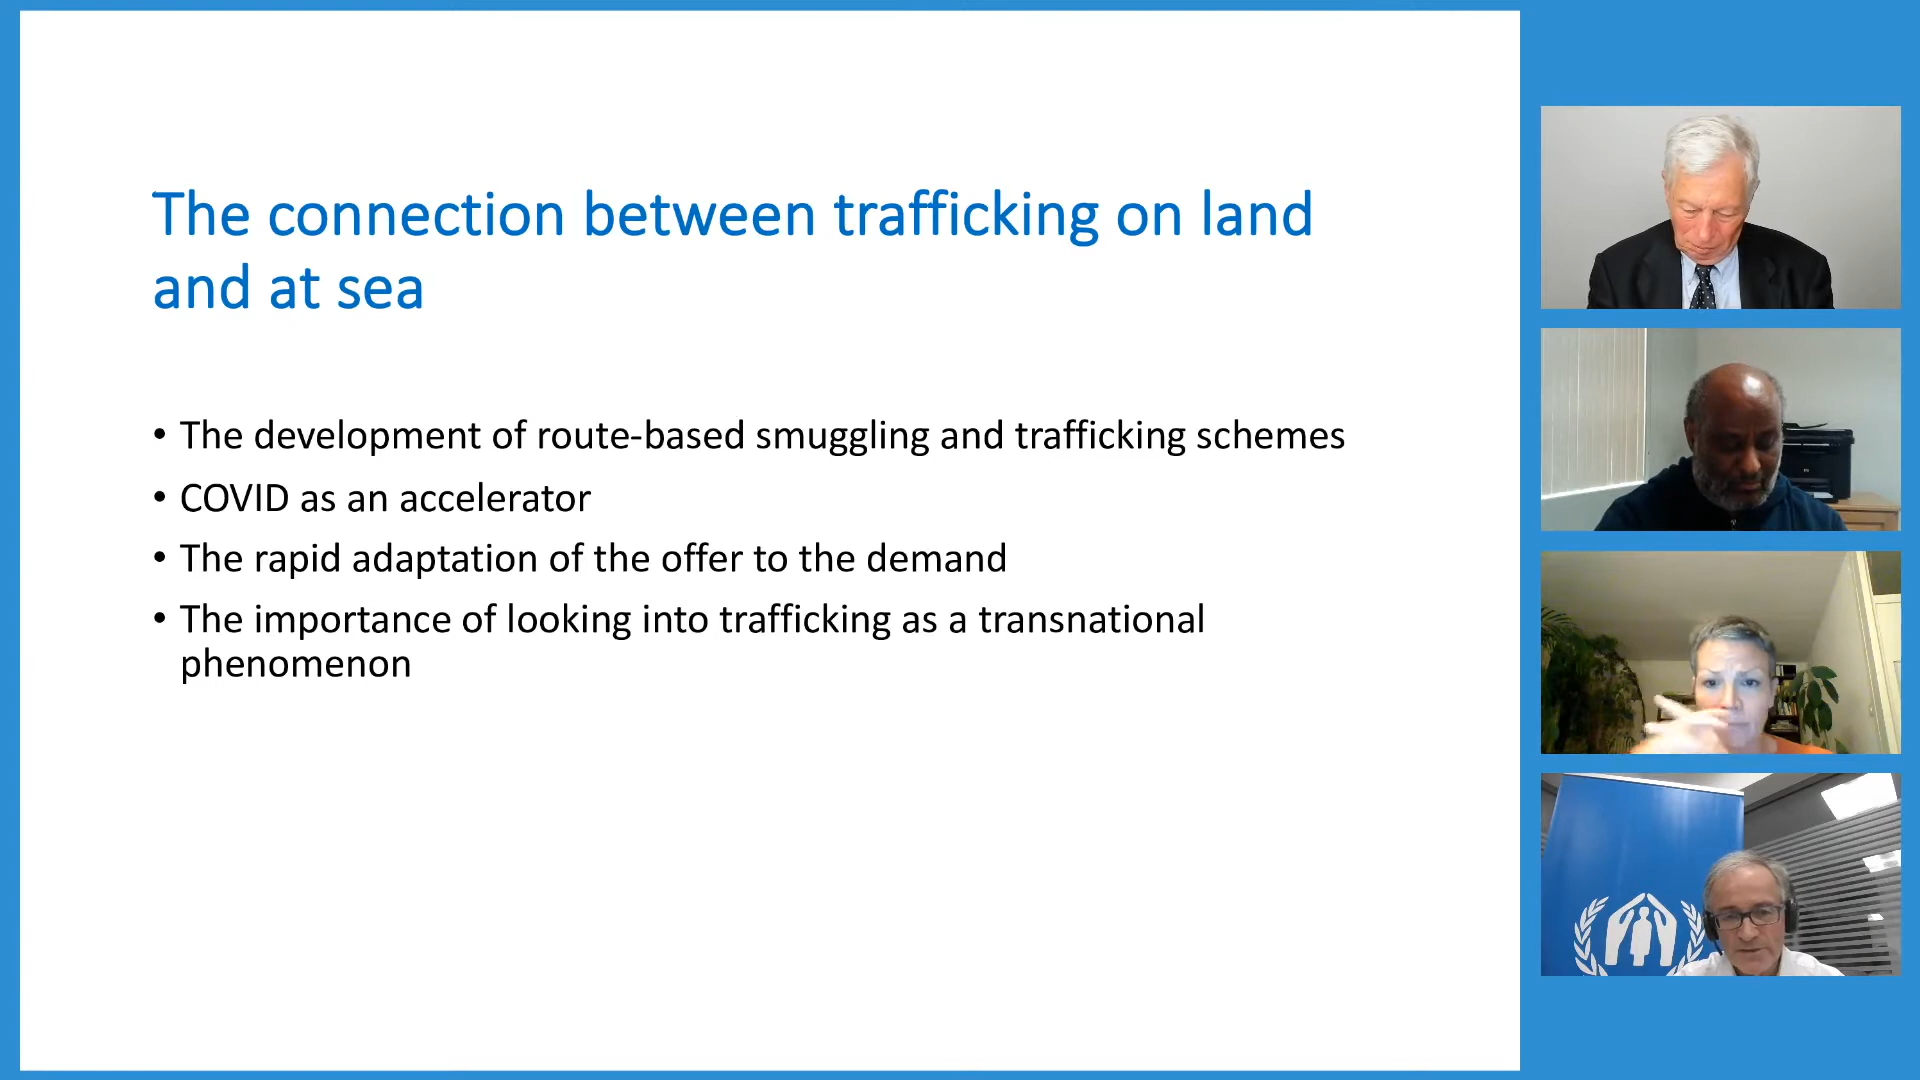 The connection between trafficking on land
and at sea
• The development of route-based smuggling and trafficking schemes
• COVID as an accelerator
• The rapid adaptation of the offer to the demand
• The importance of looking into trafficking as a transnational
phenomenon